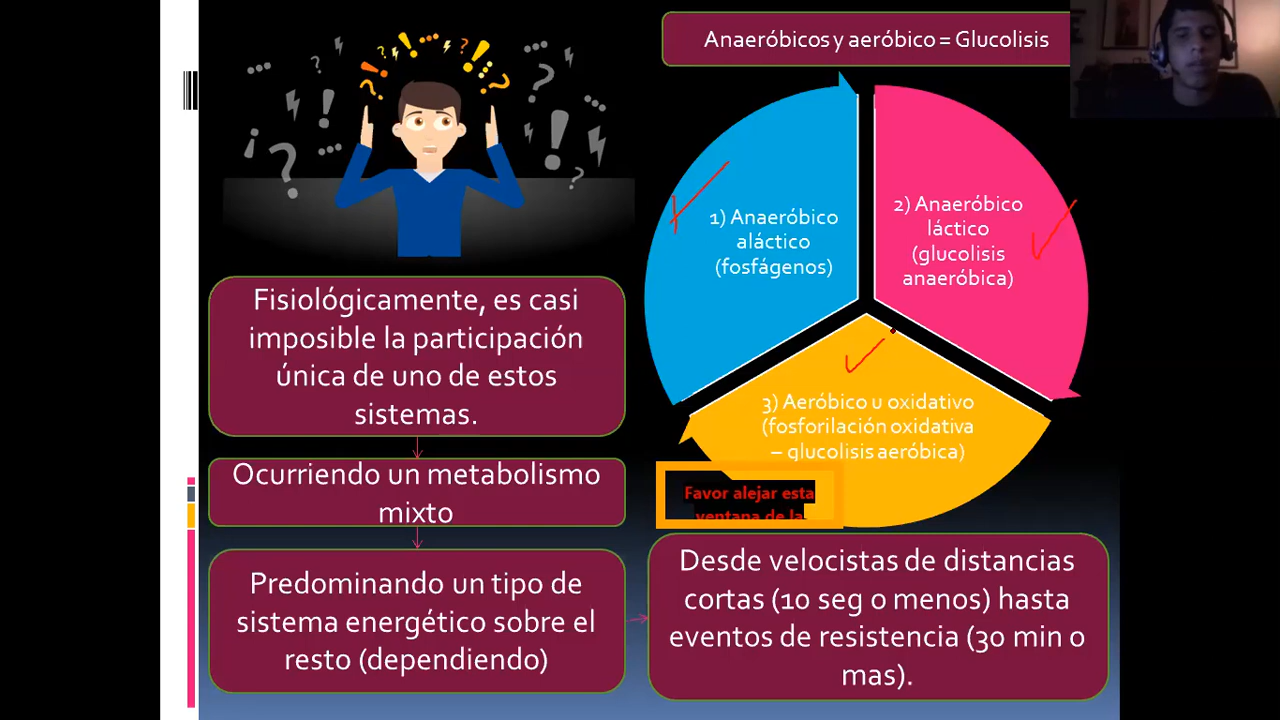 Anaeróbicos y aeróbico = Glucolisis
1) Anaeróbico
aláctico
(fosfágenos)
2) Anaeróbico
láctico
(glucolisis
anaeróbica)
3) Aeróbico u oxidativo
(fosforilación oxidativa
– glucolisis aeróbica)
Favor alejar esta
ventana de la
Fisiológicamente, es casi
imposible la participación
única de uno de estos
sistemas.
Ocurriendo un metabolismo
mixto
Predominando un tipo de
sistema energético sobre el
resto (dependiendo)
Desde velocistas de distancias
cortas (10 seg o menos) hasta
eventos de resistencia (30 min o
mas).